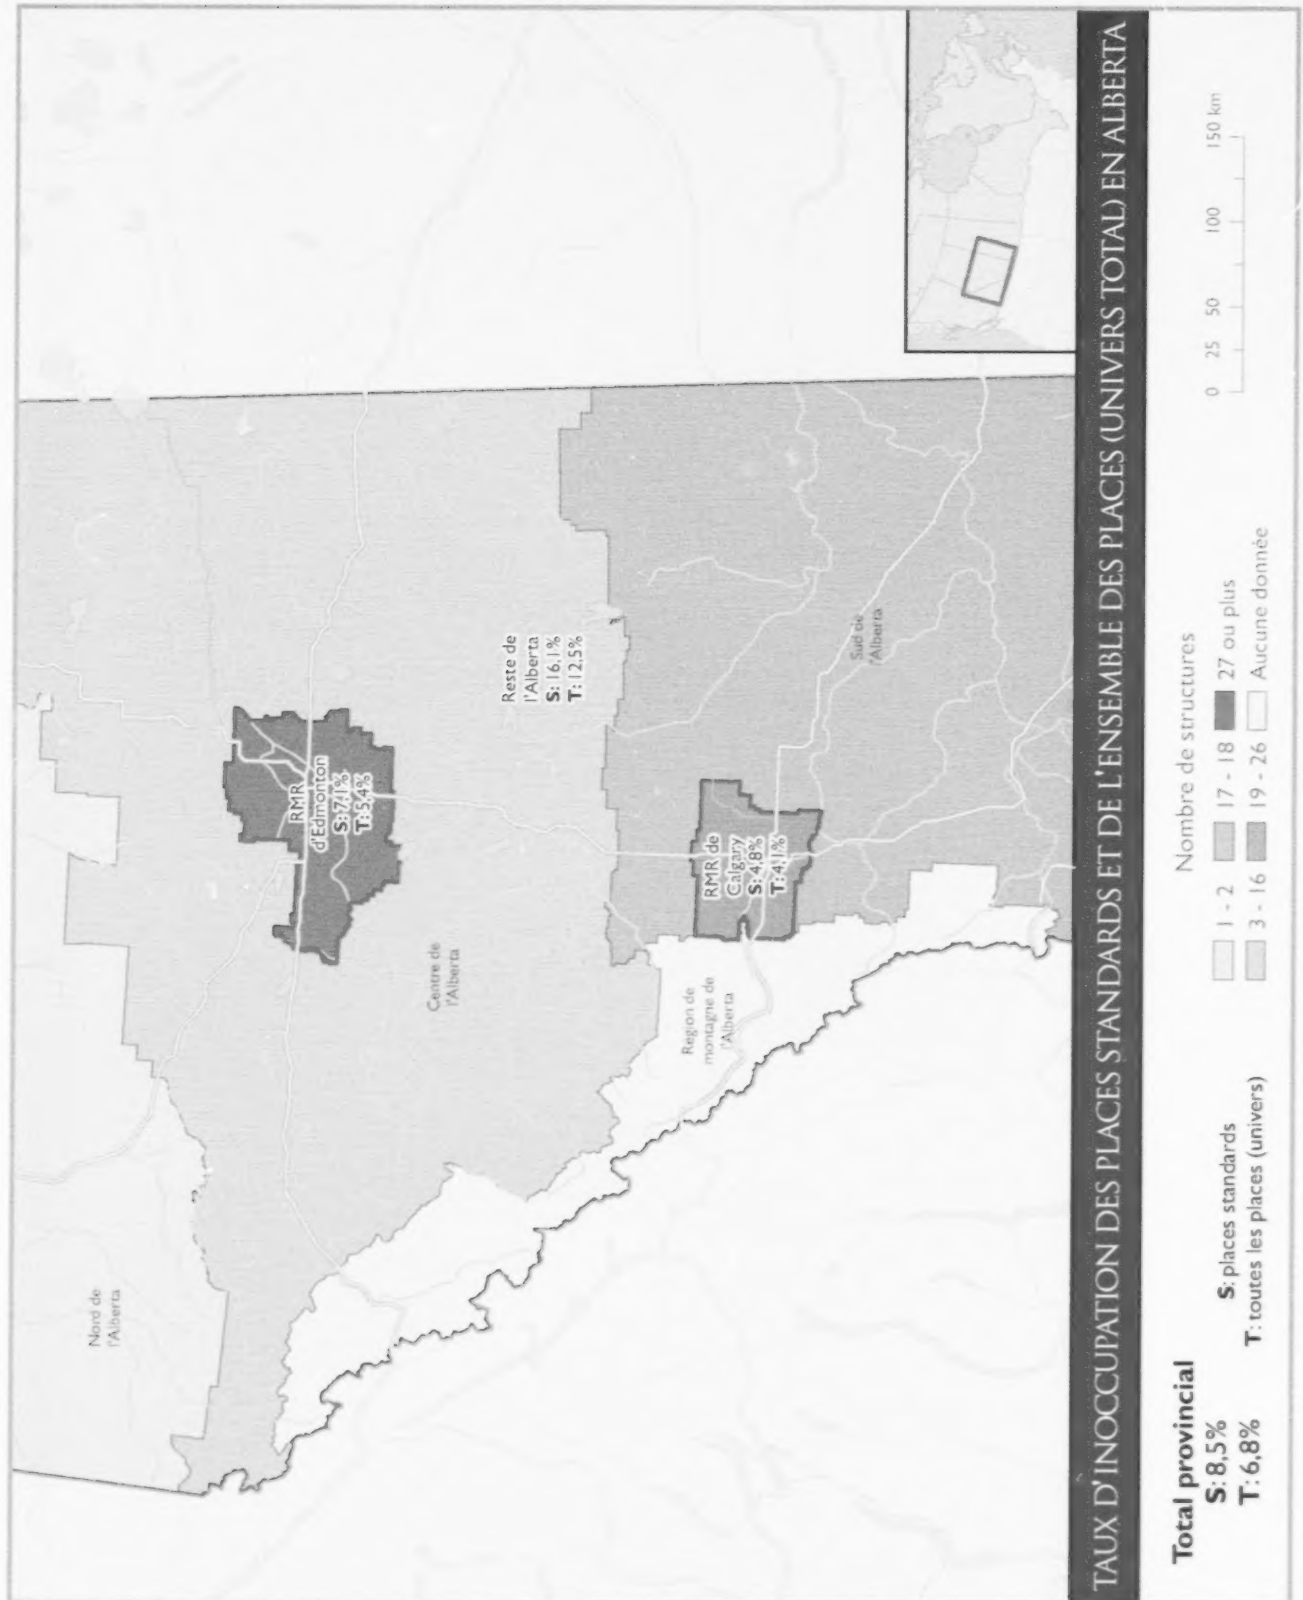 Nord de
l'Alberta
RMR
d'Edmonton
S: 7,1%
T: 5,4%
Centre de
l'Alberta
Reste de
l'Alberta
S: 16,1%
T: 12,5%
Region de
montagne de
l'Alberta
RMR de
Calgary
S: 4,8%
T: 4,1%
Sud de
l'Alberta
TAUX D'INOCCUPATION DES PLACES STANDARDS ET DE L'ENSEMBLE DES PLACES (UNIVERS TOTAL) EN ALBERTA
Total provincial
S: 8,5%
T: 6,8%
S: places standards
T: toutes les places (univers)
Nombre de structures
1 - 2
17 - 18
27 ou plus
3 - 16
19 - 26
Aucune donnée
0 25 50 100 150 km